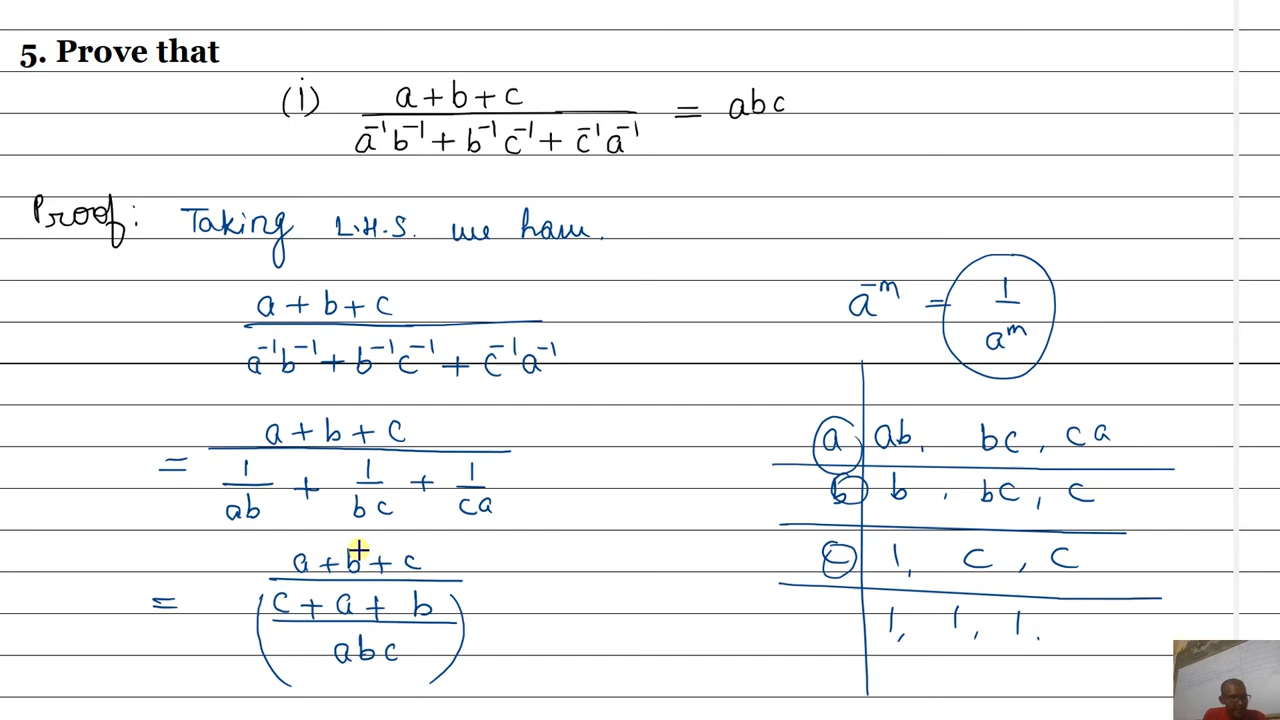 5. Prove that
(i) (a+b+c)/(a⁻¹b⁻¹ + b⁻¹c⁻¹ + c⁻¹a⁻¹) = abc
Proof: Taking L.H.S. we have.
(a+b+c)/(a⁻¹b⁻¹ + b⁻¹c⁻¹ + c⁻¹a⁻¹)
= (a+b+c)/(1/ab + 1/bc + 1/ca)
= (a+b+c)/((c+a+b)/abc)
a⁻ᵐ = 1/aᵐ
a | ab, bc, ca
b | b, bc, c
c | 1, c, c
1, 1, 1.